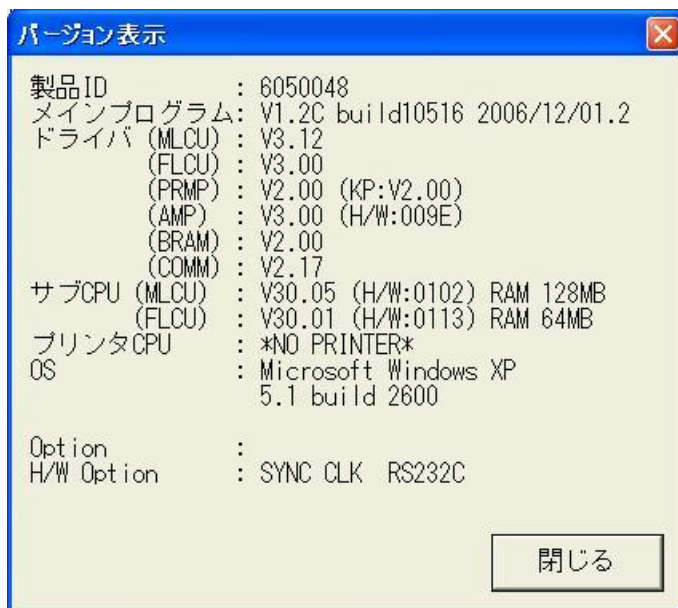 バージョン表示
製品ID : 6050048
メインプログラム: V1.2C build10516 2006/12/01.2
ドライバ (MLCU) : V3.12
(FLCU) : V3.00
(PRMP) : V2.00 (KP:V2.00)
(AMP) : V3.00 (H/W:009E)
(BRAM) : V2.00
(COMM) : V2.17
サブCPU (MLCU) : V30.05 (H/W:0102) RAM 128MB
(FLCU) : V30.01 (H/W:0113) RAM 64MB
プリンタCPU : *NO PRINTER*
OS : Microsoft Windows XP
5.1 build 2600
Option :
H/W Option : SYNC CLK RS232C
閉じる